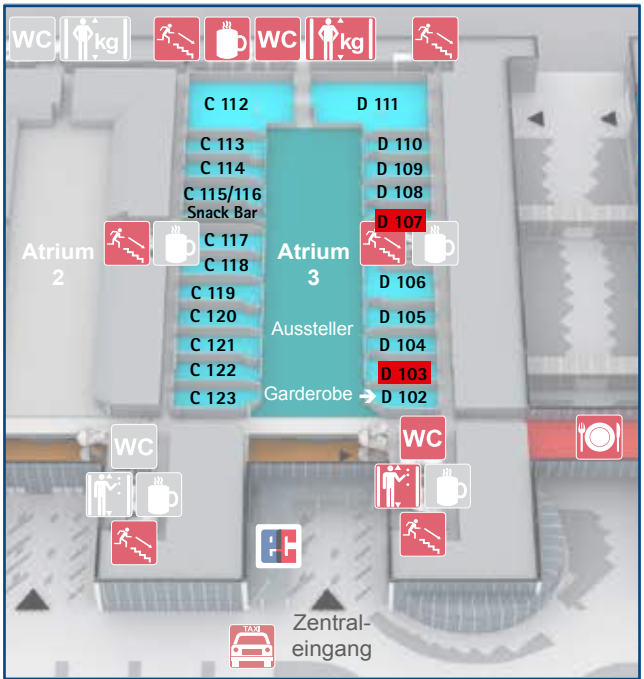 WC
kg
WC
kg
C 112
D 111
C 113
D 110
C 114
D 109
C 115/116
Snack Bar
D 108
D 107
C 117
Atrium
2
Atrium
3
C 118
D 106
C 119
C 120
D 105
Aussteller
C 121
D 104
C 122
D 103
C 123
Garderobe
D 102
WC
WC
EC
TAXI
Zentral-
eingang